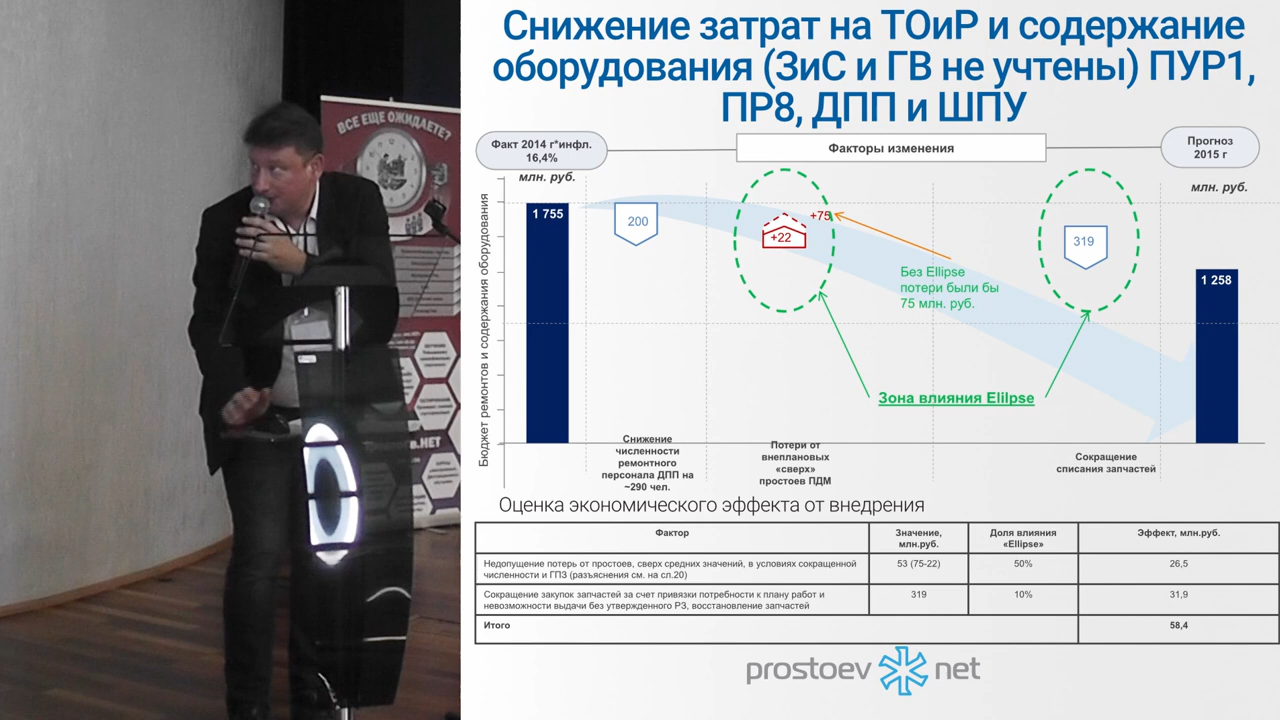 Снижение затрат на ТОиР и содержание
оборудования (ЗиС и ГВ не учтены) ПУР1,
ПР8, ДПП и ШПУ
ВСЕ ЕЩЕ ОЖИДАЕТЕ?
Факт 2014 г*инфл.
16,4%
Факторы изменения
Прогноз
2015 г
млн. руб.
млн. руб.
Бюджет ремонтов и содержания оборудования
1 755
200
+75
+22
319
Без Ellipse
потери были бы
75 млн. руб.
1 258
Зона влияния Elilpse
Снижение
численности
ремонтного
персонала ДПП на
~290 чел.
Потери от
внеплановых
«сверх»
простоев ПДМ
Сокращение
списания запчастей
Оценка экономического эффекта от внедрения
Фактор
Значение,
млн.руб.
Доля влияния
«Ellipse»
Эффект, млн.руб.
Недопущение потерь от простоев, сверх средних значений, в условиях сокращенной
численности и ГПЗ (разъяснения см. на сл.20)
53 (75-22)
50%
26,5
Сокращение закупок запчастей за счет привязки потребности к плану работ и
невозможности выдачи без утвержденного РЗ, восстановление запчастей
319
10%
31,9
Итого
58,4
prostoev net